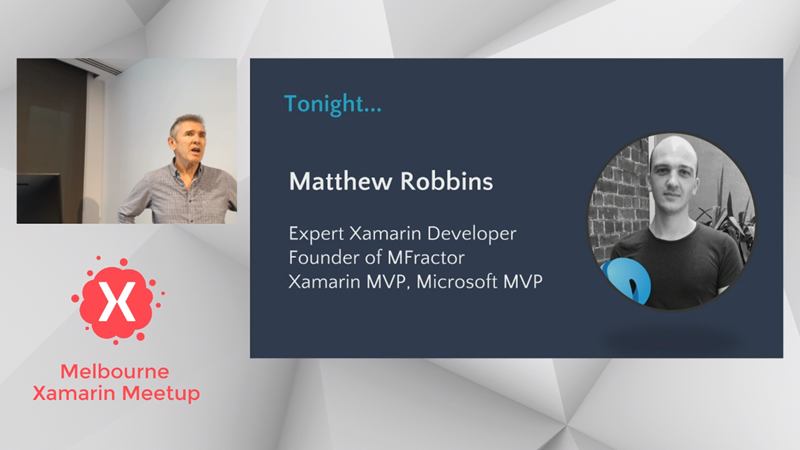 Tonight...
Matthew Robbins
Expert Xamarin Developer
Founder of MFractor
Xamarin MVP, Microsoft MVP
X
Melbourne
Xamarin Meetup